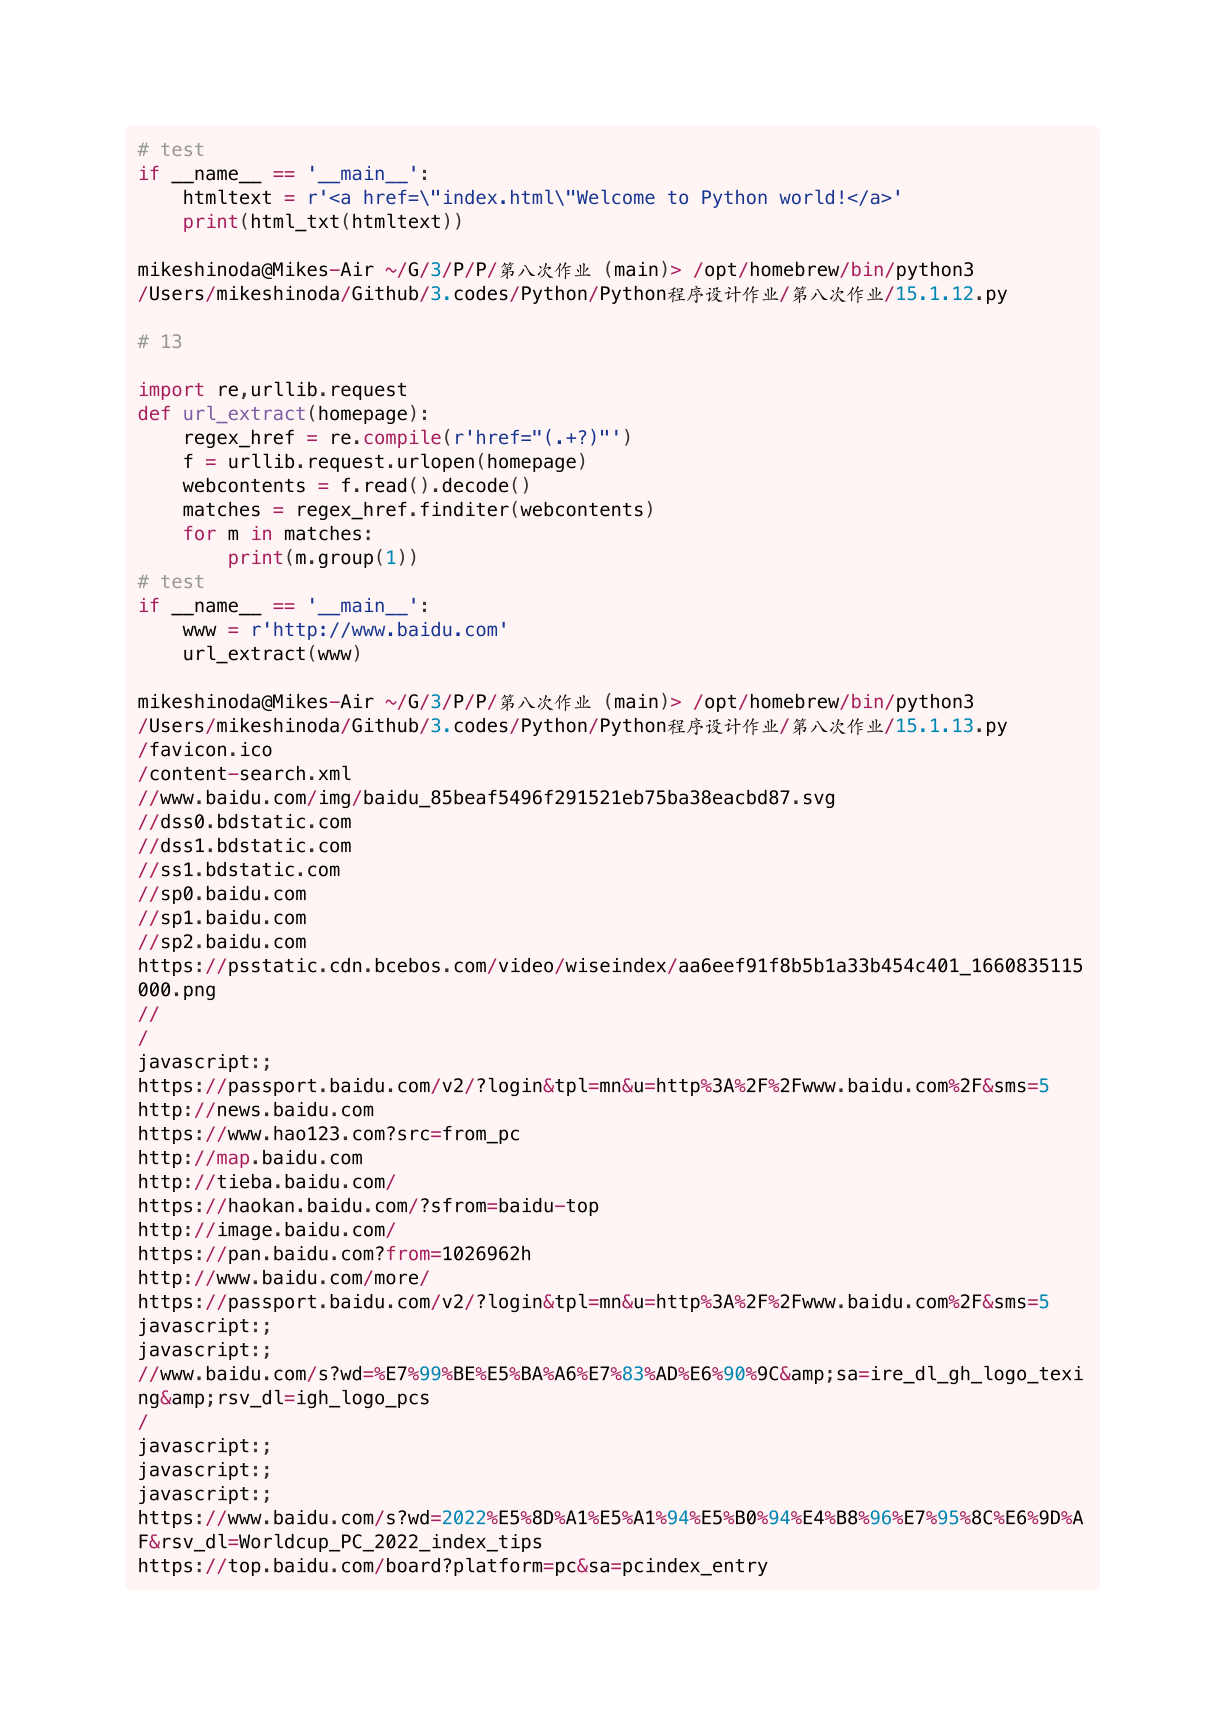 # test
if __name__ == '__main__':
    htmltext = r'<a href=\"index.html\"Welcome to Python world!</a>'
    print(html_txt(htmltext))
mikeshinoda@Mikes-Air ~/G/3/P/P/第八次作业 (main)> /opt/homebrew/bin/python3
/Users/mikeshinoda/Github/3.codes/Python/Python程序设计作业/第八次作业/15.1.12.py
# 13
import re,urllib.request
def url_extract(homepage):
    regex_href = re.compile(r'href="(.+?)"')
    f = urllib.request.urlopen(homepage)
    webcontents = f.read().decode()
    matches = regex_href.finditer(webcontents)
    for m in matches:
        print(m.group(1))
# test
if __name__ == '__main__':
    www = r'http://www.baidu.com'
    url_extract(www)
mikeshinoda@Mikes-Air ~/G/3/P/P/第八次作业 (main)> /opt/homebrew/bin/python3
/Users/mikeshinoda/Github/3.codes/Python/Python程序设计作业/第八次作业/15.1.13.py
/favicon.ico
/content-search.xml
//www.baidu.com/img/baidu_85beaf5496f291521eb75ba38eacbd87.svg
//dss0.bdstatic.com
//dss1.bdstatic.com
//ss1.bdstatic.com
//sp0.baidu.com
//sp1.baidu.com
//sp2.baidu.com
https://psstatic.cdn.bcebos.com/video/wiseindex/aa6eef91f8b5b1a33b454c401_1660835115
000.png
//
/
javascript:;
https://passport.baidu.com/v2/?login&tpl=mn&u=http%3A%2F%2Fwww.baidu.com%2F&sms=5
http://news.baidu.com
https://www.hao123.com?src=from_pc
http://map.baidu.com
http://tieba.baidu.com/
https://haokan.baidu.com/?sfrom=baidu-top
http://image.baidu.com/
https://pan.baidu.com?from=1026962h
http://www.baidu.com/more/
https://passport.baidu.com/v2/?login&tpl=mn&u=http%3A%2F%2Fwww.baidu.com%2F&sms=5
javascript:;
javascript:;
//www.baidu.com/s?wd=%E7%99%BE%E5%BA%A6%E7%83%AD%E6%90%9C&amp;sa=ire_dl_gh_logo_texi
ng&amp;rsv_dl=igh_logo_pcs
/
javascript:;
javascript:;
javascript:;
https://www.baidu.com/s?wd=2022%E5%8D%A1%E5%A1%94%E5%B0%94%E4%B8%96%E7%95%8C%E6%9D%A
F&rsv_dl=Worldcup_PC_2022_index_tips
https://top.baidu.com/board?platform=pc&sa=pcindex_entry